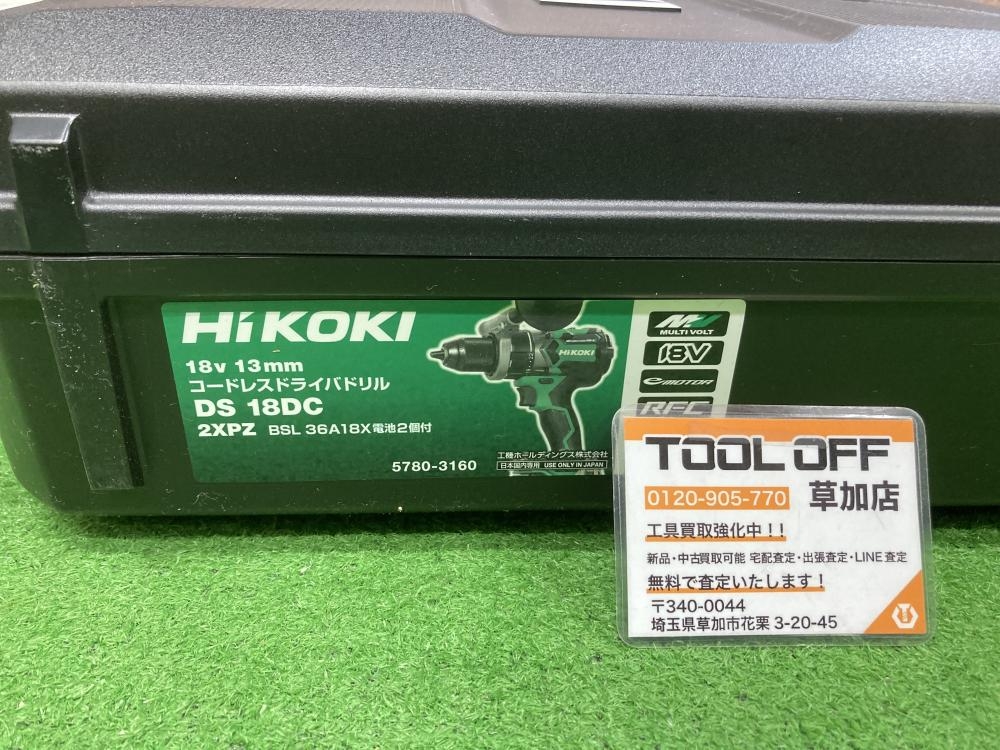 HiKOKI
18v 13mm
コードレスドライバドリル
DS 18DC
2XPZ BSL 36A18X電池2個付
5780-3160
HiKOKI
工機ホールディングス株式会社
日本国内専用 USE ONLY IN JAPAN
MULTI VOLT
18V
e MOTOR
RFC
TOOL OFF
0120-905-770 草加店
工具買取強化中！！
新品・中古買取可能 宅配査定・出張査定・LINE査定
無料で査定いたします！
〒340-0044
埼玉県草加市花栗 3-20-45